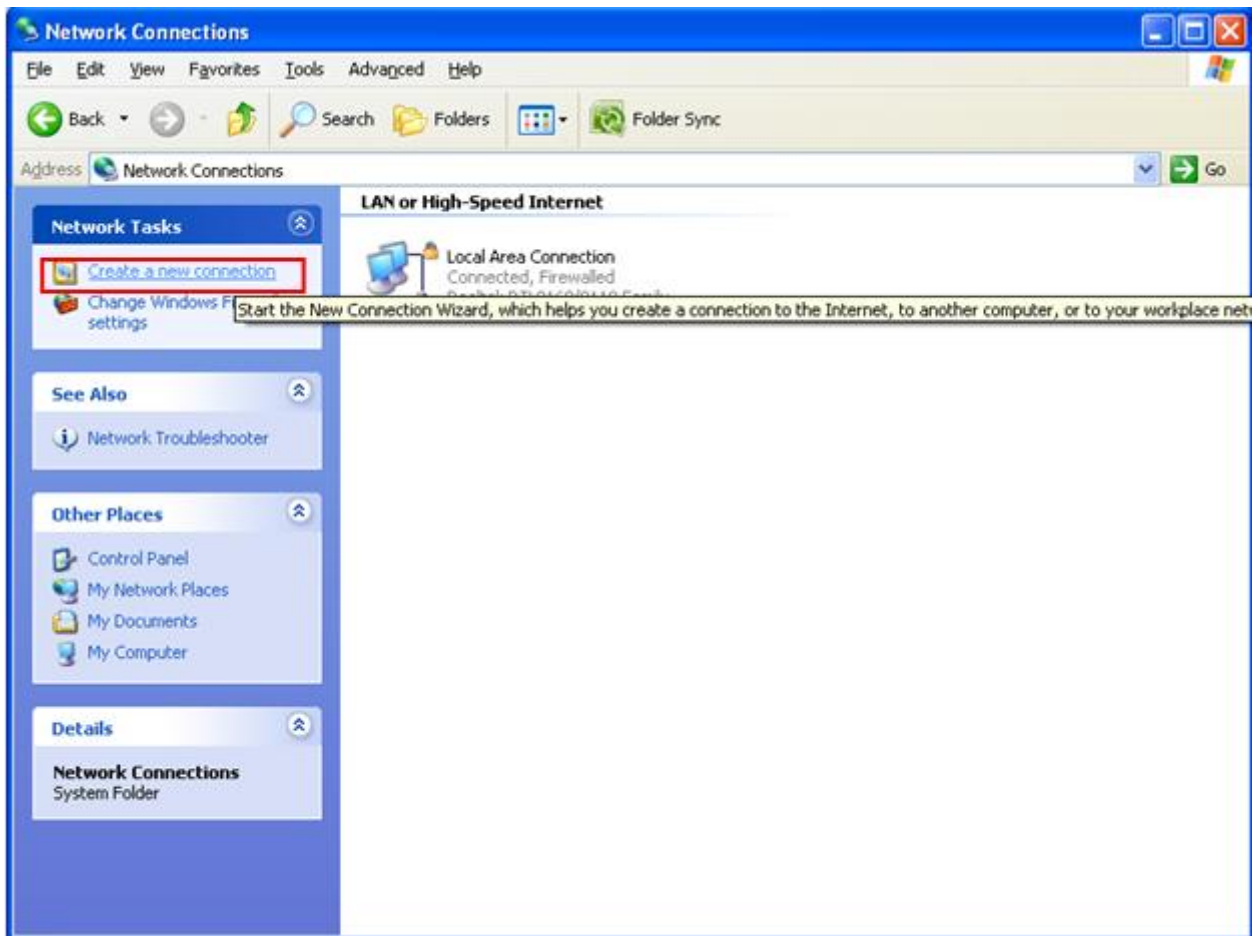 Network Connections
File Edit View Favorites Tools Advanced Help
Back Search Folders Folder Sync
Address Network Connections Go
Network Tasks
Create a new connection
Change Windows
settings
See Also
Network Troubleshooter
Other Places
Control Panel
My Network Places
My Documents
My Computer
Details
Network Connections
System Folder
LAN or High-Speed Internet
Local Area Connection
Connected, Firewalled
Start the New Connection Wizard, which helps you create a connection to the Internet, to another computer, or to your workplace